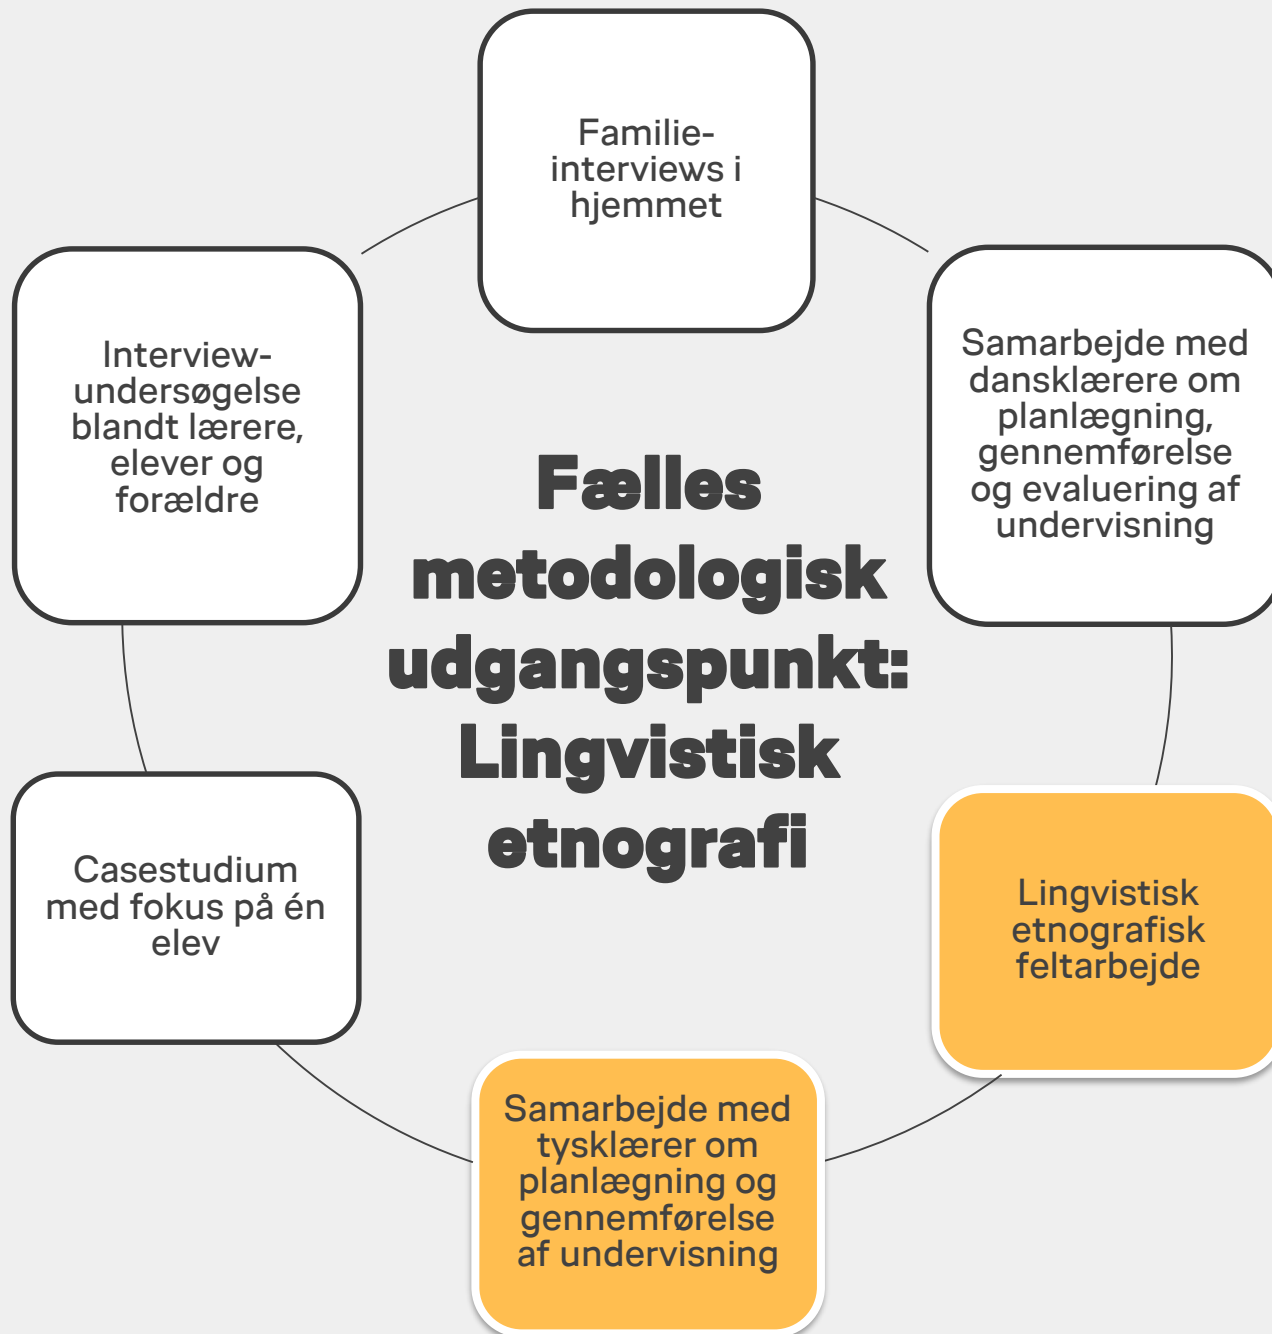 Familie-
interviews i
hjemmet
Samarbejde med
dansklærere om
planlægning,
gennemførelse
og evaluering af
undervisning
Lingvistisk
etnografisk
feltarbejde
Samarbejde med
tysklærer om
planlægning og
gennemførelse
af undervisning
Casestudium
med fokus på én
elev
Interview-
undersøgelse
blandt lærere,
elever og
forældre
Fælles
metodologisk
udgangspunkt:
Lingvistisk
etnografi